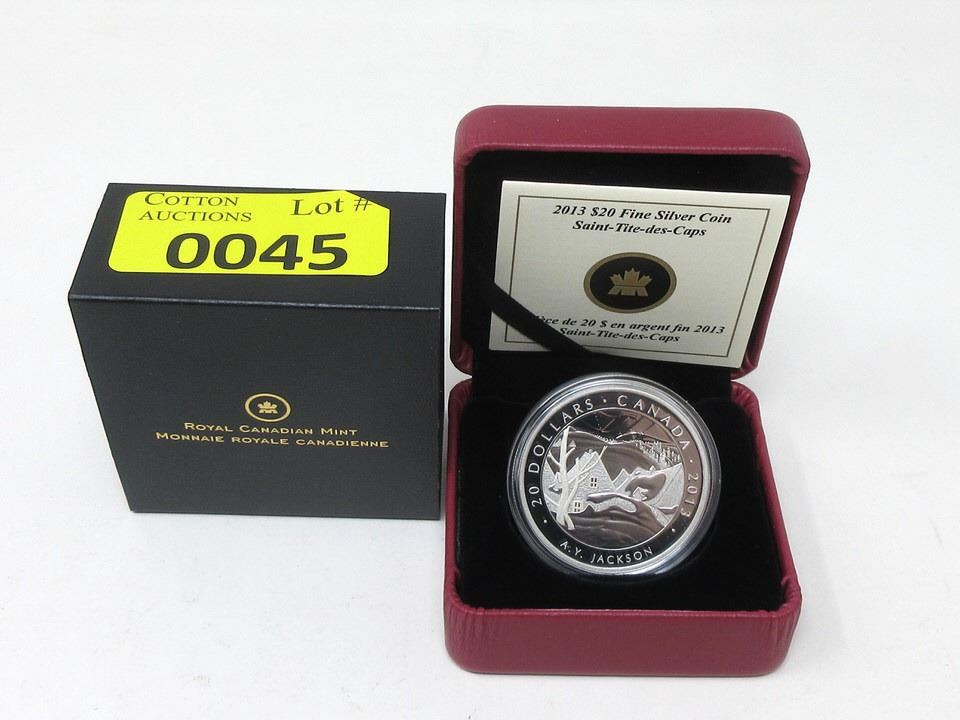 COTTON
AUCTIONS
Lot #
0045
ROYAL CANADIAN MINT
MONNAIE ROYALE CANADIENNE
2013 $20 Fine Silver Coin
Saint-Tite-des-Caps
de 20 $ en argent fin 2013
Saint-Tite-des-Caps
20 DOLLARS · CANADA · 2013
A.Y. JACKSON